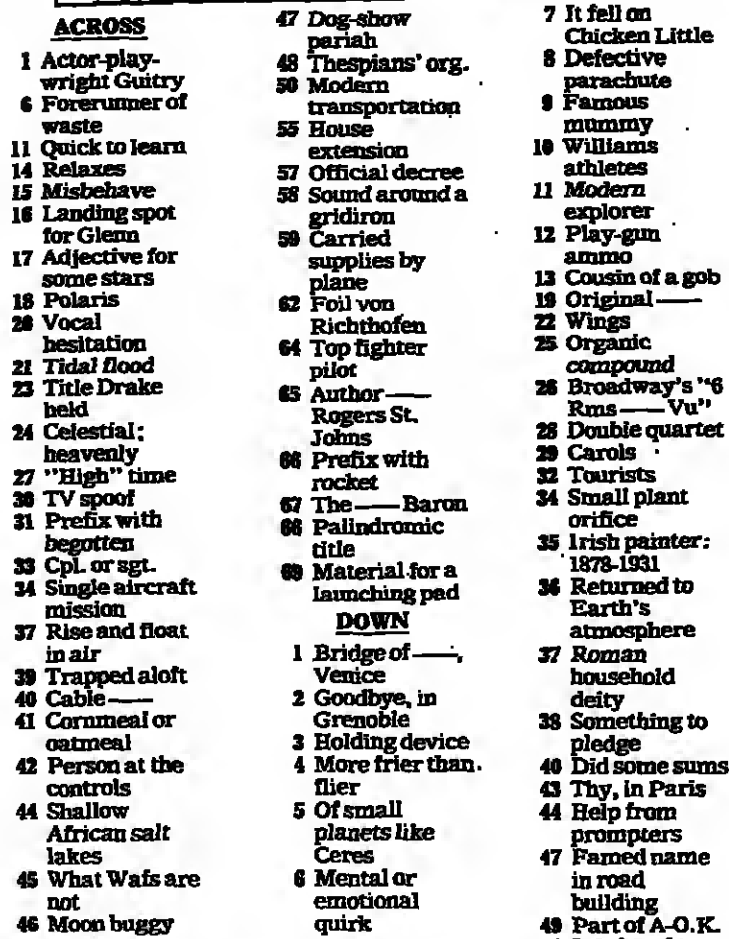 ACROSS
1 Actor-play-
wright Guitry
6 Forerunner of
waste
11 Quick to learn
14 Relaxes
15 Misbehave
16 Landing spot
for Glenn
17 Adjective for
some stars
18 Polaris
20 Vocal
hesitation
21 Tidal flood
23 Title Drake
held
24 Celestial;
heavenly
27 "High" time
30 TV spoof
31 Prefix with
begotten
33 Cpl. or sgt.
34 Single aircraft
mission
37 Rise and float
in air
39 Trapped aloft
40 Cable——
41 Cornmeal or
oatmeal
42 Person at the
controls
44 Shallow
African salt
lakes
45 What Wafs are
not
46 Moon buggy
47 Dog-show
pariah
48 Thespians' org.
50 Modern
transportation
55 House
extension
57 Official decree
58 Sound around a
gridiron
59 Carried
supplies by
plane
62 Foil von
Richthofen
64 Top fighter
pilot
65 Author——
Rogers St.
Johns
66 Prefix with
rocket
67 The——Baron
68 Palindromic
title
69 Material for a
launching pad
DOWN
1 Bridge of——,
Venice
2 Goodbye, in
Grenoble
3 Holding device
4 More frier than
flier
5 Of small
planets like
Ceres
6 Mental or
emotional
quirk
7 It fell on
Chicken Little
8 Defective
parachute
9 Famous
mummy
10 Williams
athletes
11 Modern
explorer
12 Play-gun
ammo
13 Cousin of a gob
19 Original——
22 Wings
25 Organic
compound
26 Broadway's "6
Rms——Vu"
28 Double quartet
29 Carols
32 Tourists
34 Small plant
orifice
35 Irish painter:
1878-1931
36 Returned to
Earth's
atmosphere
37 Roman
household
deity
38 Something to
pledge
40 Did some sums
43 Thy, in Paris
44 Help from
prompters
47 Famed name
in road
building
49 Part of A-O.K.